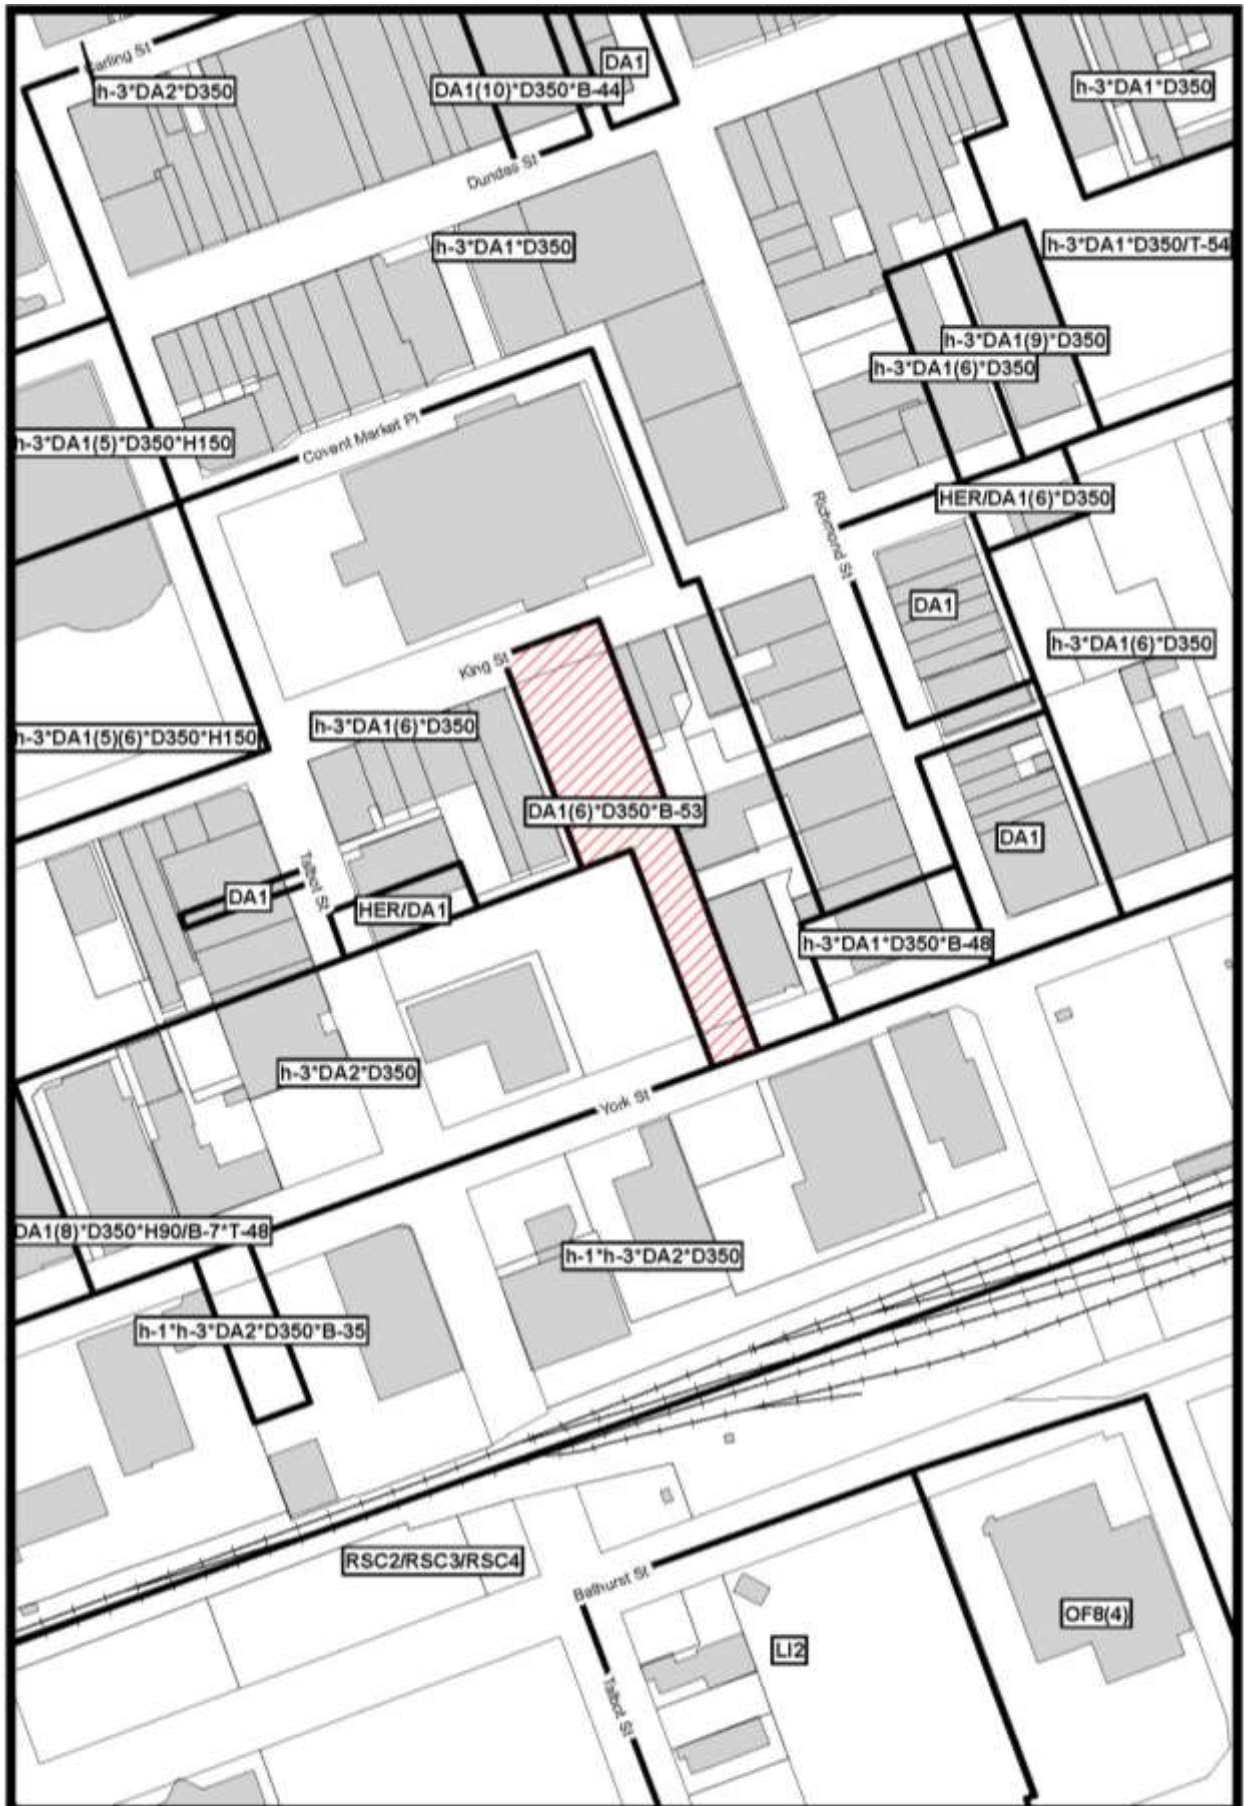 Carling St
DA1
h-3*DA2*D350
DA1(10)*D350*B-44
h-3*DA1*D350
Dundas St
h-3*DA1*D350
h-3*DA1*D350/T-54
h-3*DA1(9)*D350
h-3*DA1(6)*D350
Covent Market Pl
h-3*DA1(5)*D350*H150
HER/DA1(6)*D350
Richmond St
DA1
h-3*DA1(6)*D350
King St
h-3*DA1(6)*D350
h-3*DA1(5)(6)*D350*H150
DA1(6)*D350*B-53
DA1
Talbot St
DA1
HER/DA1
h-3*DA1*D350*B-48
h-3*DA2*D350
York St
DA1(8)*D350*H90/B-7*T-48
h-1*h-3*DA2*D350
h-1*h-3*DA2*D350*B-35
RSC2/RSC3/RSC4
Bathurst St
OF8(4)
LI2
Talbot St